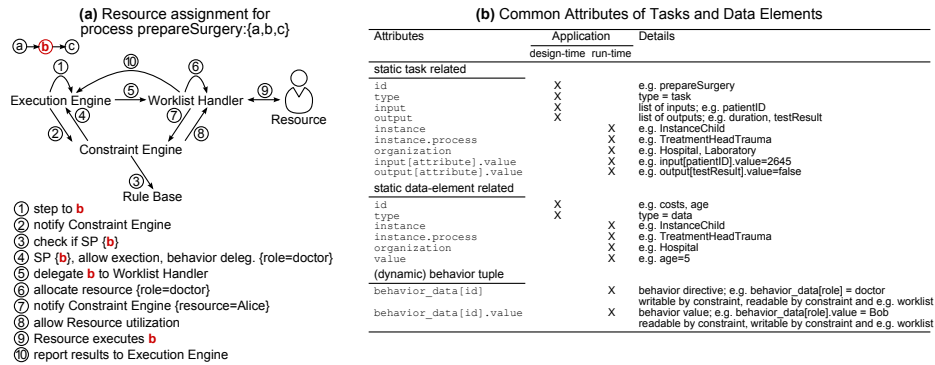 (a) Resource assignment for
process prepareSurgery:{a,b,c}
a b c
1 10 6
Execution Engine 5 Worklist Handler 9
Resource
2 4 7 8
Constraint Engine
3
Rule Base
1 step to b
2 notify Constraint Engine
3 check if SP {b}
4 SP {b}, allow exection, behavior deleg. {role=doctor}
5 delegate b to Worklist Handler
6 allocate resource {role=doctor}
7 notify Constraint Engine {resource=Alice}
8 allow Resource utilization
9 Resource executes b
10 report results to Execution Engine
(b) Common Attributes of Tasks and Data Elements
Attributes Application Details
design-time run-time
static task related
id X e.g. prepareSurgery
type X type = task
input X list of inputs; e.g. patientID
output X list of outputs; e.g. duration, testResult
instance X e.g. InstanceChild
instance.process X e.g. TreatmentHeadTrauma
organization X e.g. Hospital, Laboratory
input[attribute].value X e.g. input[patientID].value=2645
output[attribute].value X e.g. output[testResult].value=false
static data-element related
id X e.g. costs, age
type X type = data
instance X e.g. InstanceChild
instance.process X e.g. TreatmentHeadTrauma
organization X e.g. Hospital
value X e.g. age=5
(dynamic) behavior tuple
behavior_data[id] X behavior directive; e.g. behavior_data[role] = doctor
writable by constraint, readable by constraint and e.g. worklist
behavior_data[id].value X behavior value; e.g. behavior_data[role].value = Bob
readable by constraint, writable by constraint and e.g. worklist